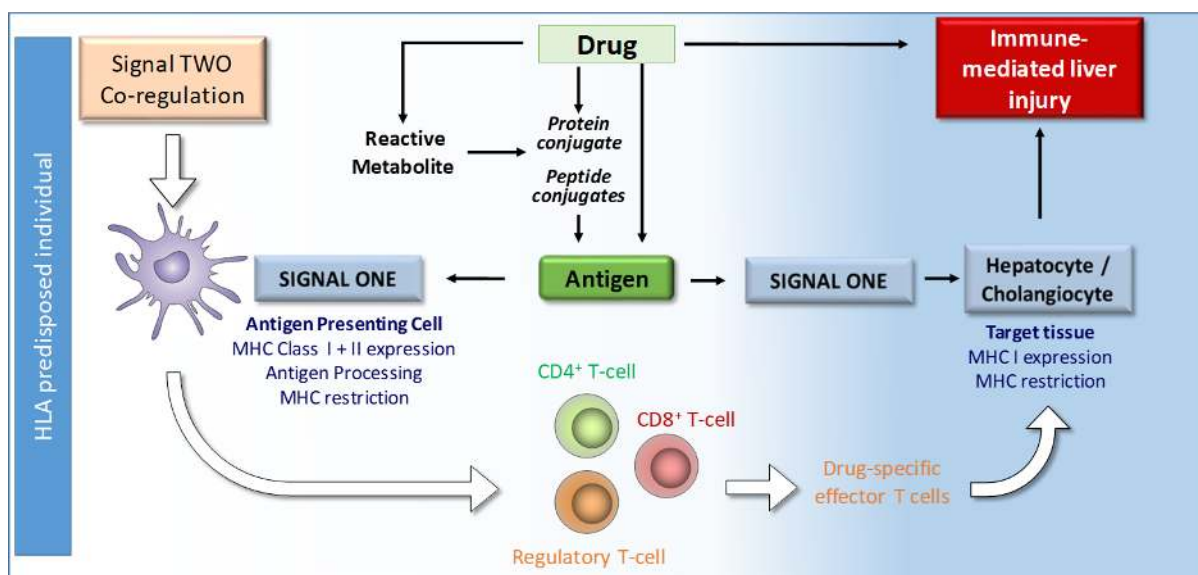 HLA predisposed individual
Signal TWO
Co-regulation
Drug
Immune-
mediated liver
injury
Reactive
Metabolite
Protein
conjugate
Peptide
conjugates
SIGNAL ONE
Antigen
SIGNAL ONE
Hepatocyte /
Cholangiocyte
Antigen Presenting Cell
MHC Class I + II expression
Antigen Processing
MHC restriction
Target tissue
MHC I expression
MHC restriction
CD4⁺ T-cell
CD8⁺ T-cell
Regulatory T-cell
Drug-specific
effector T cells